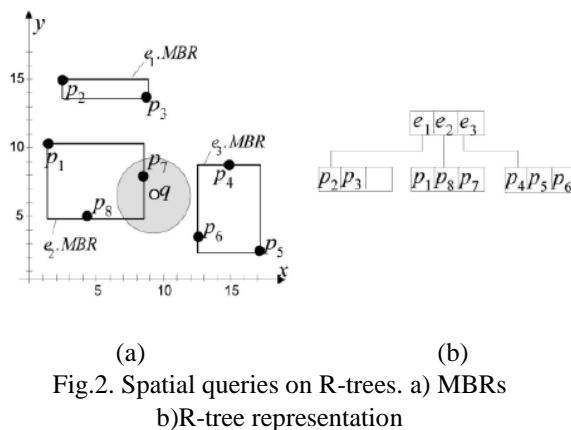 y
15
10
5
5
10
15
x
e₁.MBR
p₂
p₃
p₁
p₇
e₃.MBR
p₄
q
p₈
p₆
e₂.MBR
p₅
e₁ e₂ e₃
p₂ p₃
p₁ p₈ p₇
p₄ p₅ p₆
(a) (b)
Fig.2. Spatial queries on R-trees. a) MBRs
b)R-tree representation